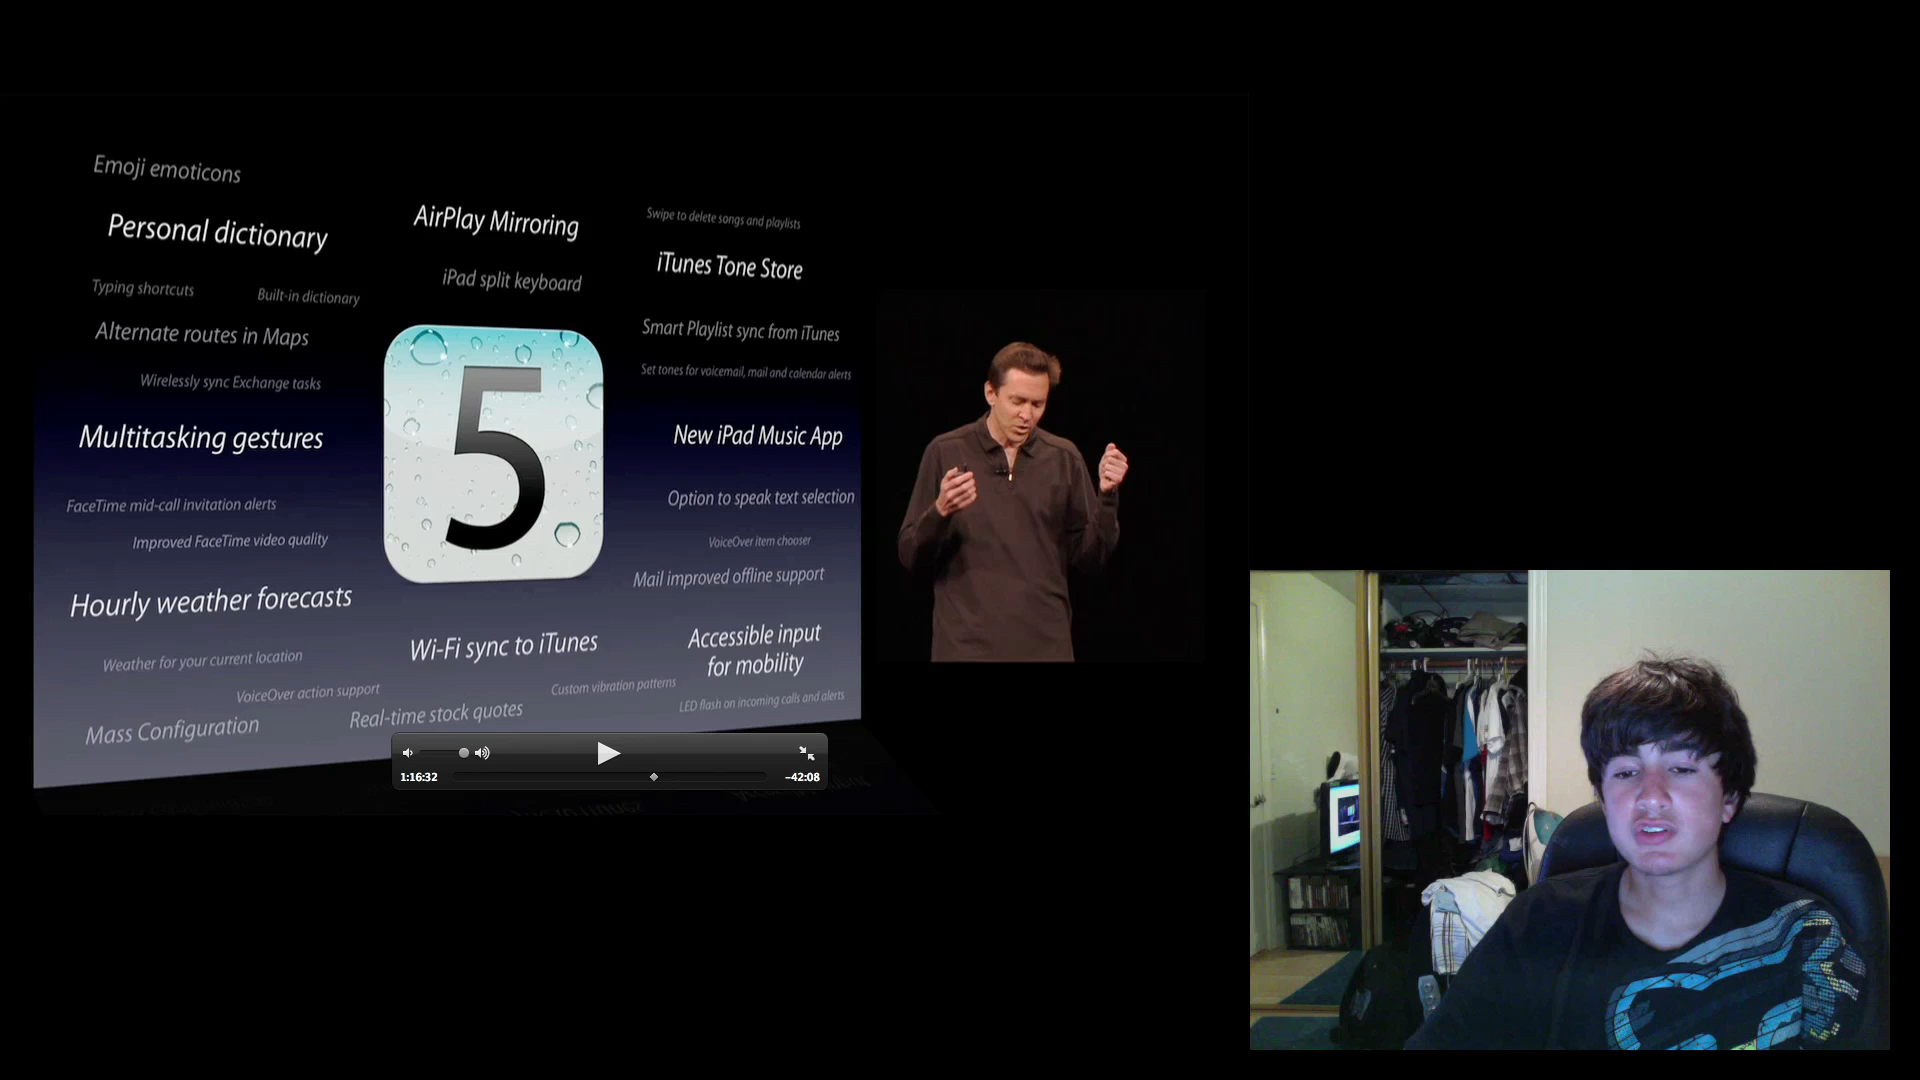 Emoji emoticons
Personal dictionary
AirPlay Mirroring
Swipe to delete songs and playlists
iTunes Tone Store
iPad split keyboard
Typing shortcuts
Built-in dictionary
Alternate routes in Maps
Smart Playlist sync from iTunes
Wirelessly sync Exchange tasks
Set tones for voicemail, mail and calendar alerts
5
Multitasking gestures
New iPad Music App
FaceTime mid-call invitation alerts
Option to speak text selection
Improved FaceTime video quality
VoiceOver item chooser
Mail improved offline support
Hourly weather forecasts
Wi-Fi sync to iTunes
Accessible input
for mobility
Weather for your current location
VoiceOver action support
Custom vibration patterns
LED flash on incoming calls and alerts
Mass Configuration
Real-time stock quotes
1:16:32
−42:08